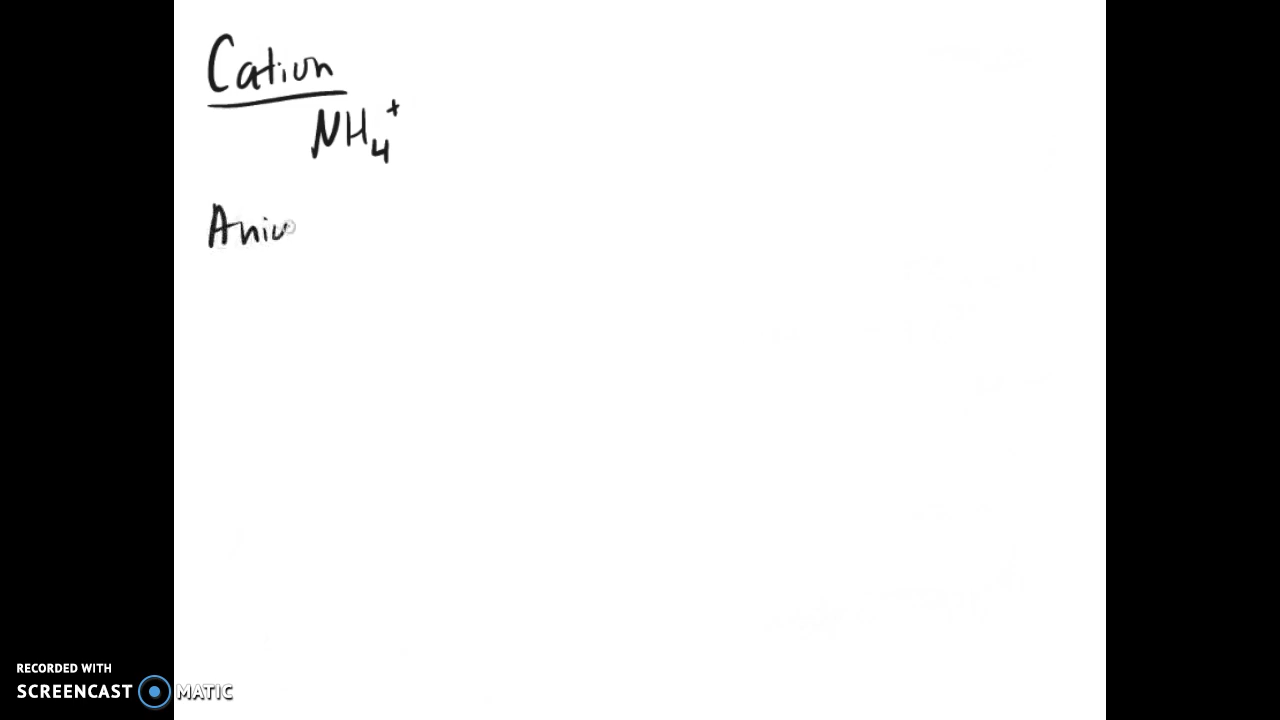 Cation
NH₄⁺
Anio
RECORDED WITH
SCREENCAST MATIC